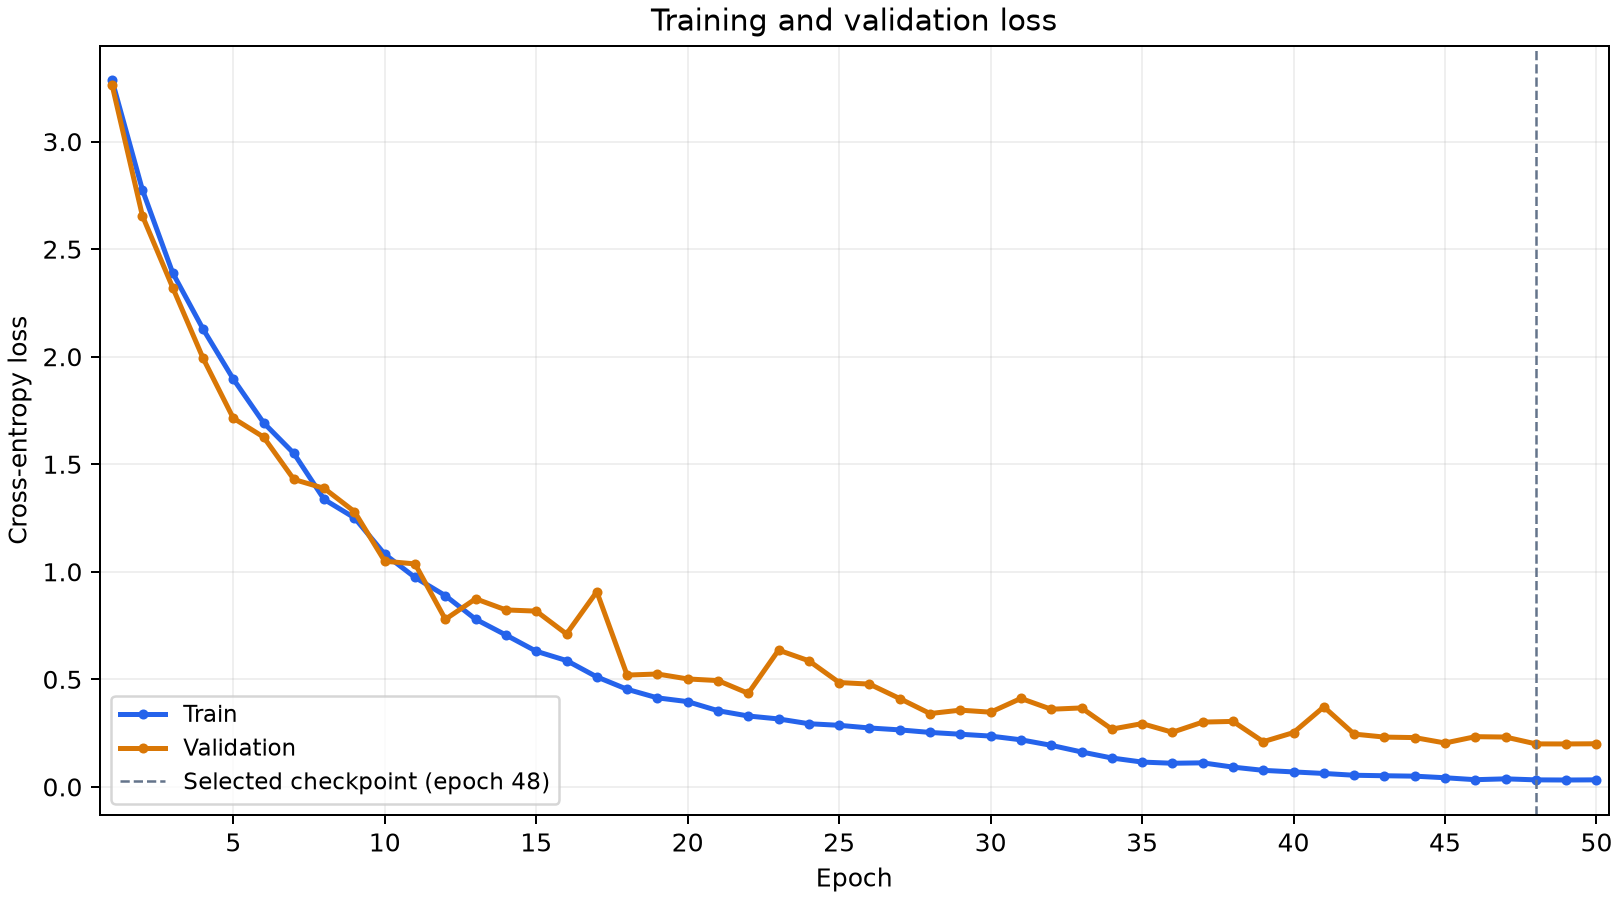 Training and validation loss
Cross-entropy loss
3.0
2.5
2.0
1.5
1.0
0.5
0.0
Train
Validation
Selected checkpoint (epoch 48)
5 10 15 20 25 30 35 40 45 50
Epoch